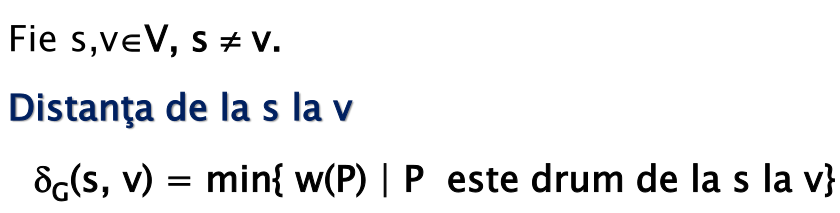 Fie s,v∈V, s ≠ v.
Distanţa de la s la v
δG(s, v) = min{ w(P) | P este drum de la s la v}